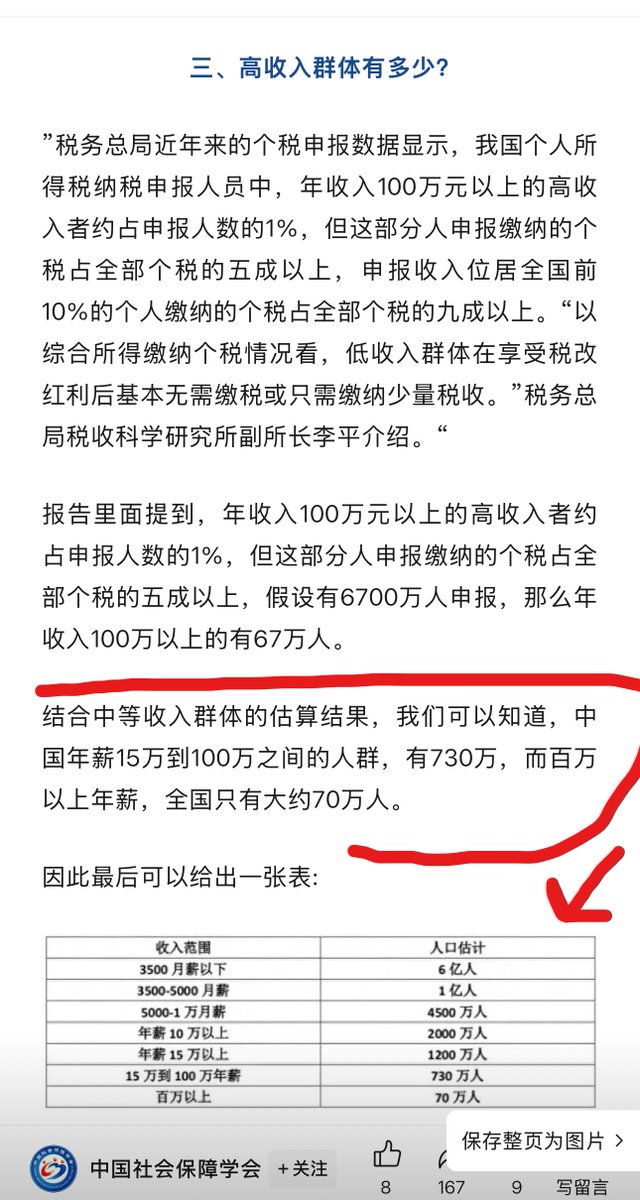 三、高收入群体有多少?
”税务总局近年来的个税申报数据显示，我国个人所
得税纳税申报人员中，年收入100万元以上的高收
入者约占申报人数的1%，但这部分人申报缴纳的个
税占全部个税的五成以上，申报收入位居全国前
10%的个人缴纳的个税占全部个税的九成以上。“以
综合所得缴纳个税情况看，低收入群体在享受税改
红利后基本无需缴税或只需缴纳少量税收。”税务总
局税收科学研究所副所长李平介绍。“
报告里面提到，年收入100万元以上的高收入者约
占申报人数的1%，但这部分人申报缴纳的个税占全
部个税的五成以上，假设有6700万人申报，那么年
收入100万以上的有67万人。
结合中等收入群体的估算结果，我们可以知道，中
国年薪15万到100万之间的人群，有730万，而百万
以上年薪，全国只有大约70万人。
因此最后可以给出一张表:
收入范围 人口估计
3500 月薪以下 6 亿人
3500-5000 月薪 1 亿人
5000-1 万月薪 4500 万人
年薪 10 万以上 2000 万人
年薪 15 万以上 1200 万人
15 万到 100 万年薪 730 万人
百万以上 70 万人
保存整页为图片 >
中国社会保障学会 +关注
8 167 9 写留言